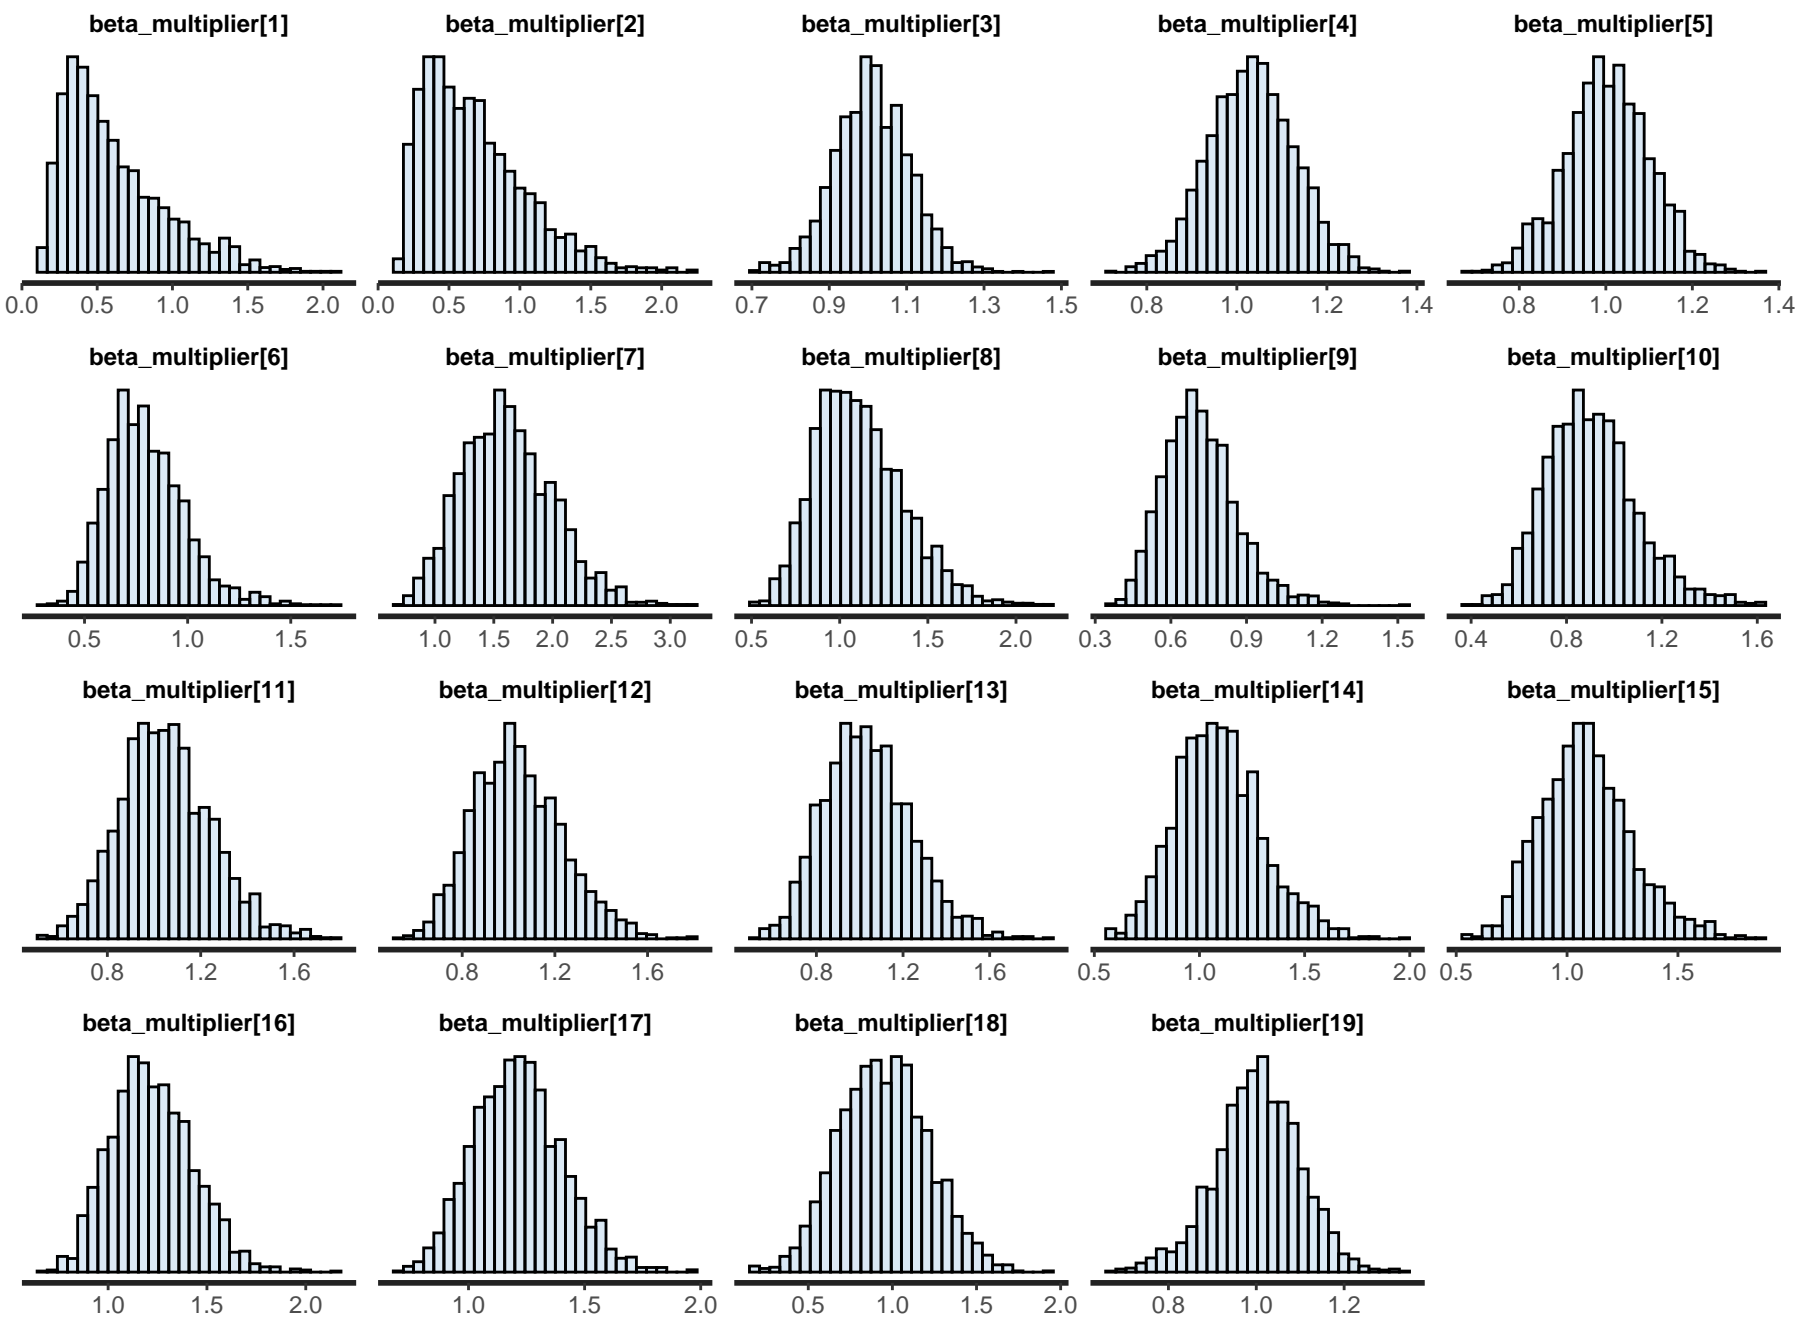 beta_multiplier[1] beta_multiplier[2] beta_multiplier[3] beta_multiplier[4] beta_multiplier[5]
0.0 0.5 1.0 1.5 2.0 0.0 0.5 1.0 1.5 2.0 0.7 0.9 1.1 1.3 1.5 0.8 1.0 1.2 1.4 0.8 1.0 1.2 1.4
beta_multiplier[6] beta_multiplier[7] beta_multiplier[8] beta_multiplier[9] beta_multiplier[10]
0.5 1.0 1.5 1.0 1.5 2.0 2.5 3.0 0.5 1.0 1.5 2.0 0.3 0.6 0.9 1.2 1.5 0.4 0.8 1.2 1.6
beta_multiplier[11] beta_multiplier[12] beta_multiplier[13] beta_multiplier[14] beta_multiplier[15]
0.8 1.2 1.6 0.8 1.2 1.6 0.8 1.2 1.6 0.5 1.0 1.5 2.0 0.5 1.0 1.5
beta_multiplier[16] beta_multiplier[17] beta_multiplier[18] beta_multiplier[19]
1.0 1.5 2.0 1.0 1.5 2.0 0.5 1.0 1.5 2.0 0.8 1.0 1.2